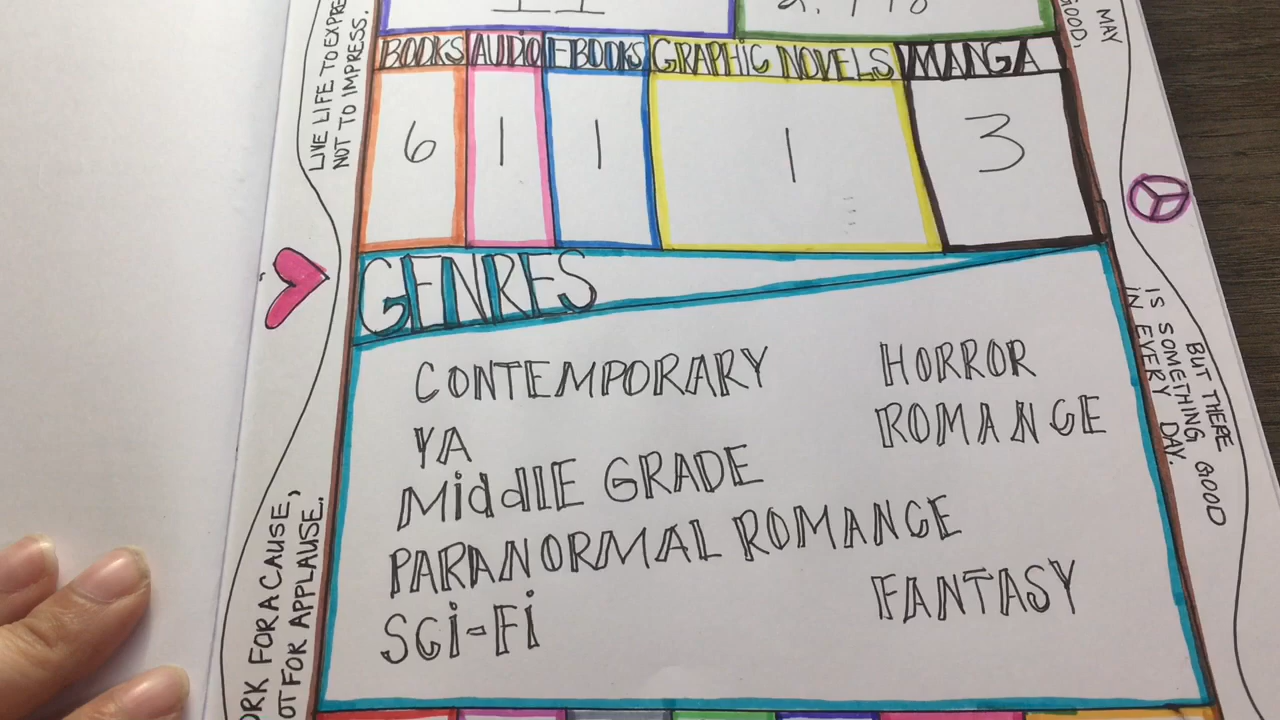 LIVE LIFE TO EXPRE
NOT TO IMPRESS.
MAY
GOOD,
BOOKS AUDIO EBOOKS GRAPHIC NOVELS MANGA
6 1 1 1 3
GENRES
CONTEMPORARY
YA
MiddlE GRADE
PARANORMAL ROMANCE
SCi-Fi
HORROR
ROMANCE
FANTASY
BUT THERE
IS SOMETHING GOOD
iN EVERY DAY.
ORK FOR A CAUSE,
OT FOR APPLAUSE.